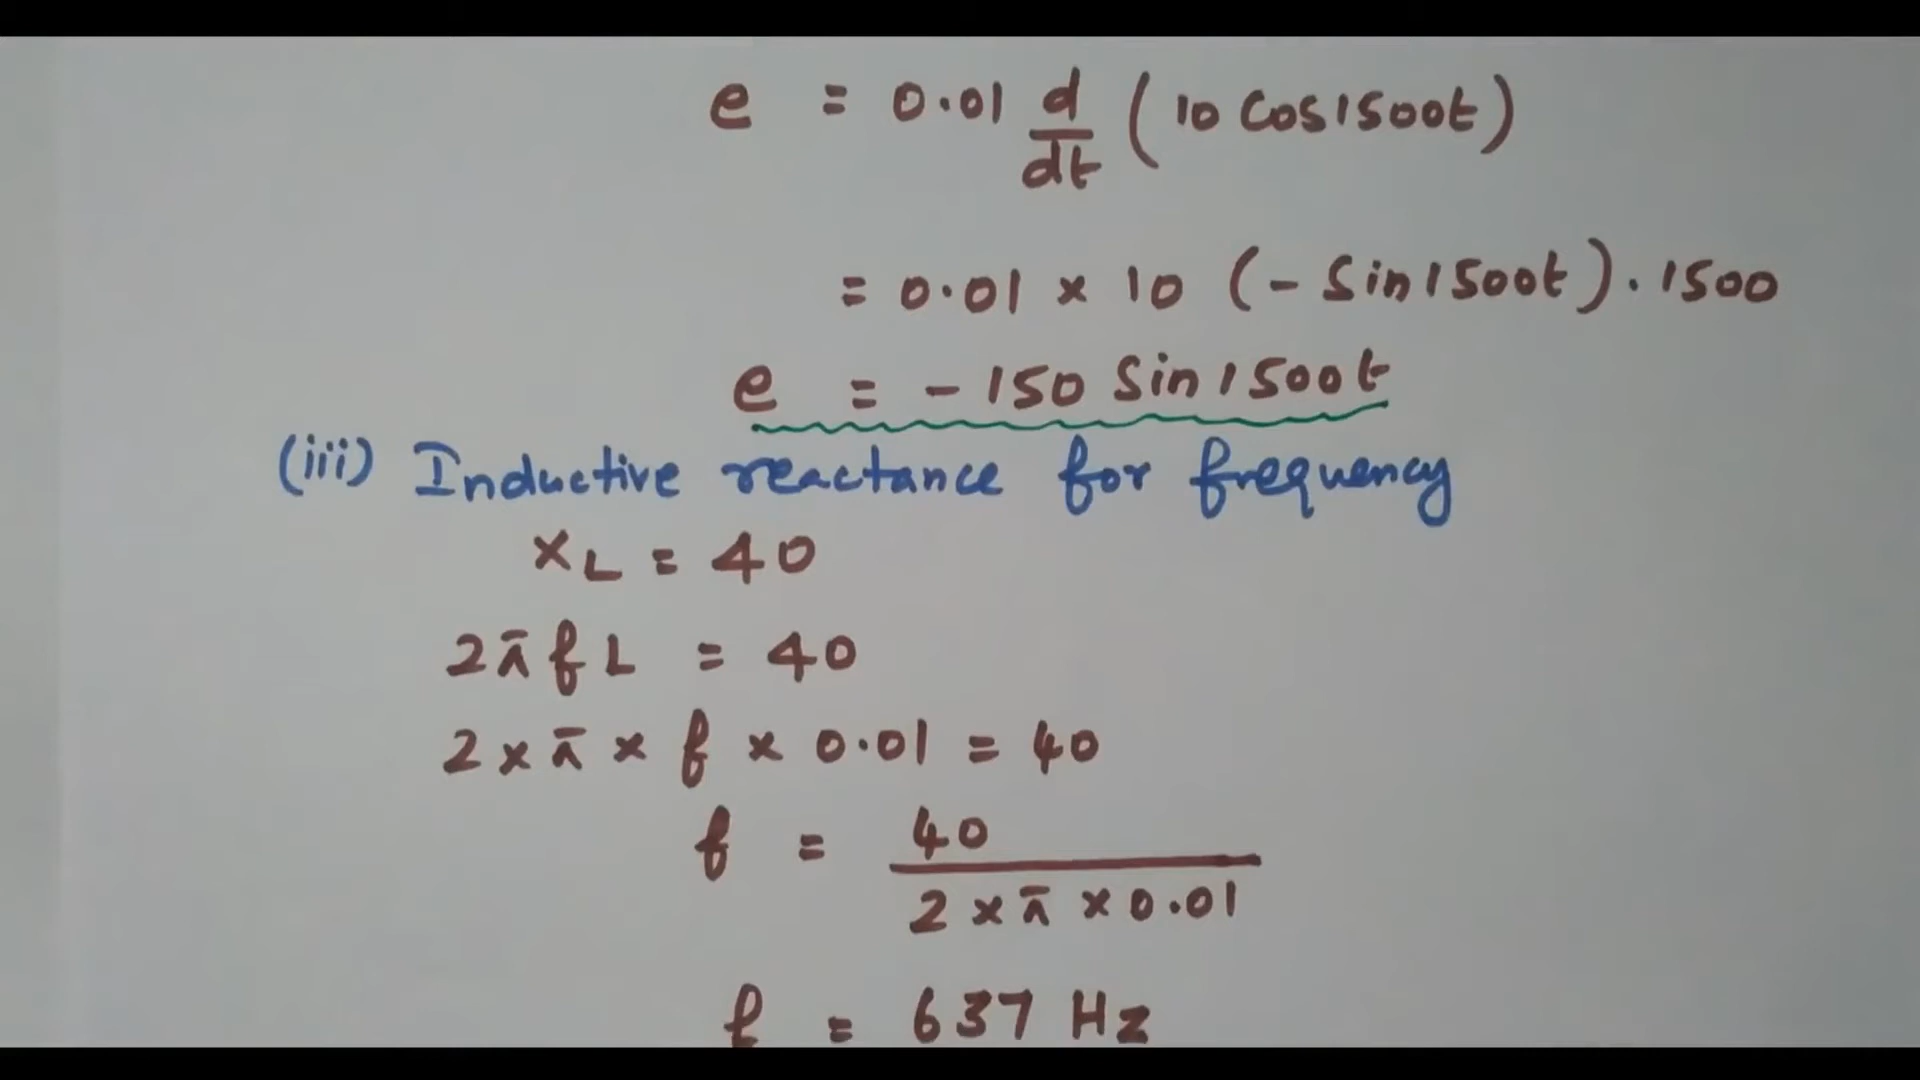 e = 0.01 d/dt (10 Cos1500t)
= 0.01 × 10 (- Sin1500t). 1500
e = - 150 Sin1500t
(iii) Inductive reactance for frequency
XL = 40
2πfL = 40
2 × π × f × 0.01 = 40
f = 40 / 2 × π × 0.01
f = 637 Hz